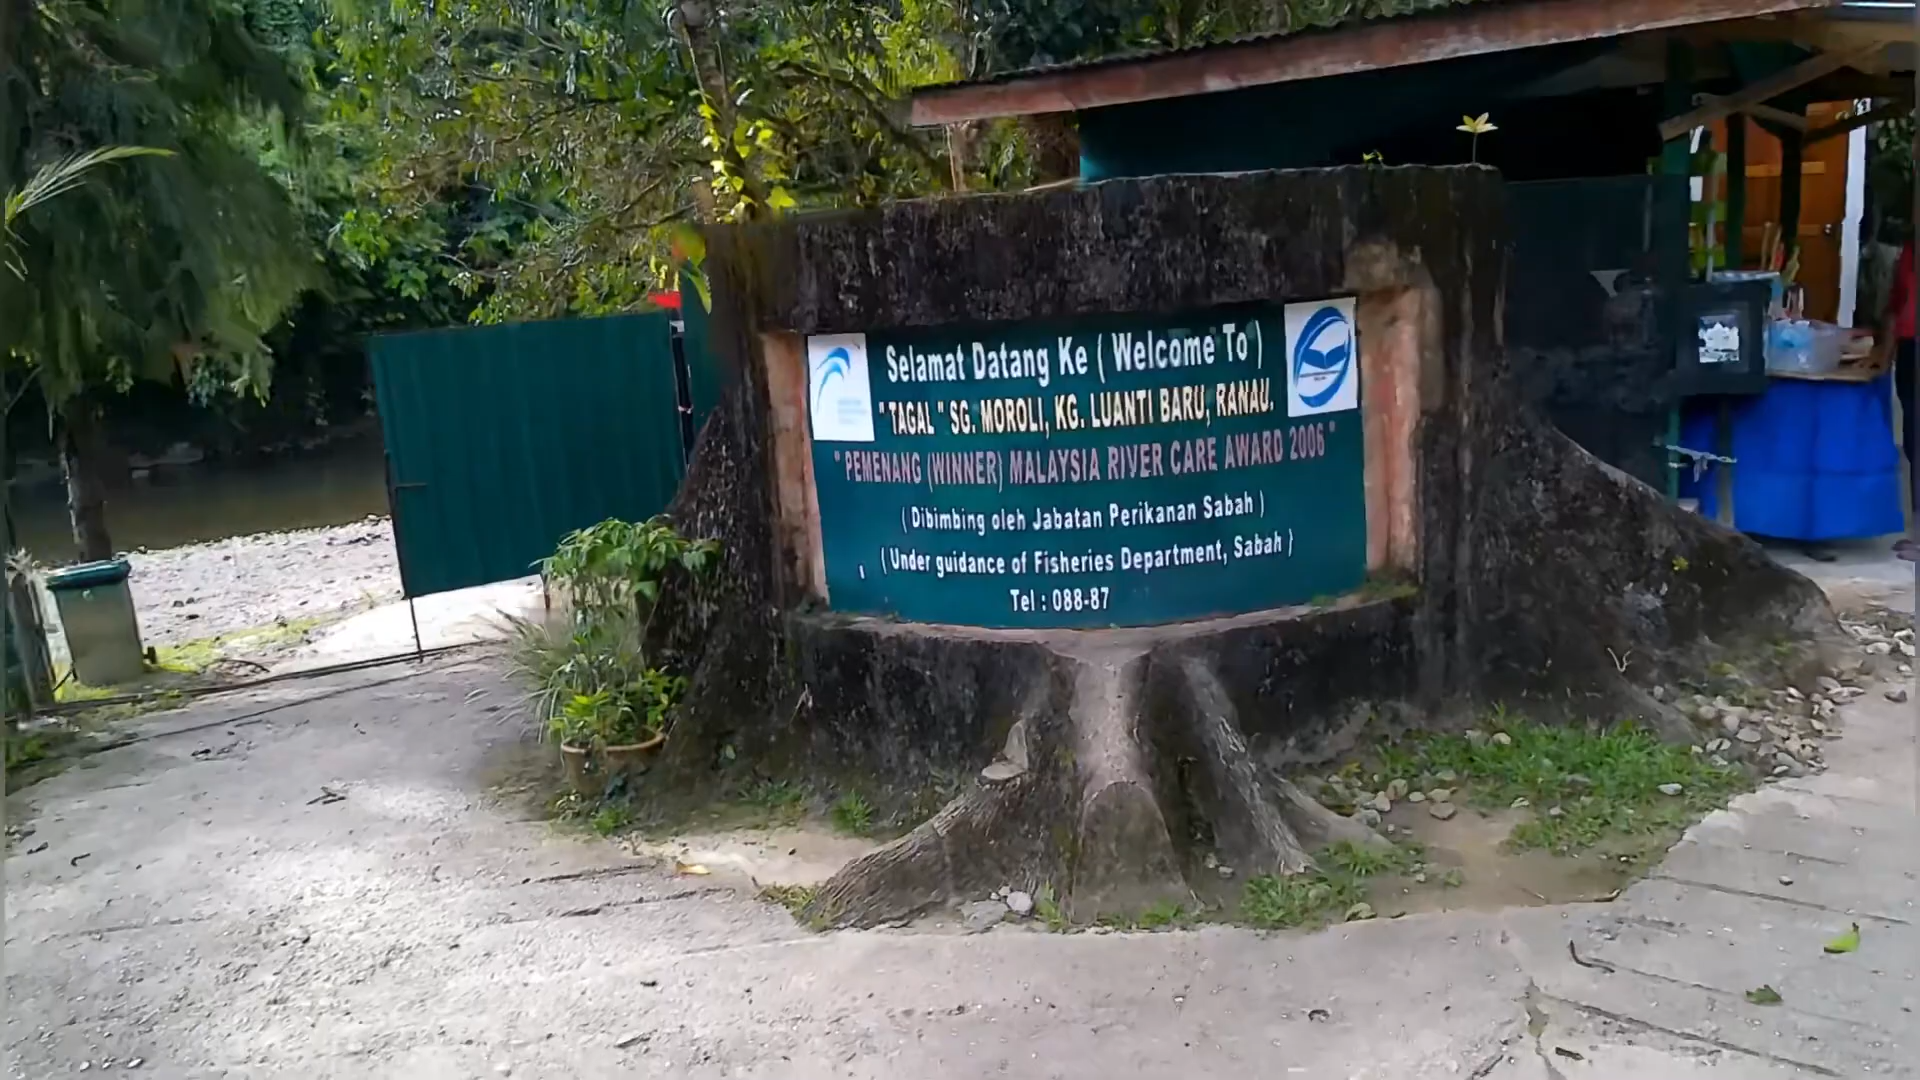 Selamat Datang Ke ( Welcome To )
" TAGAL " SG. MOROLI, KG. LUANTI BARU, RANAU.
" PEMENANG (WINNER) MALAYSIA RIVER CARE AWARD 2006 "
( Dibimbing oleh Jabatan Perikanan Sabah )
( Under guidance of Fisheries Department, Sabah )
Tel : 088-87